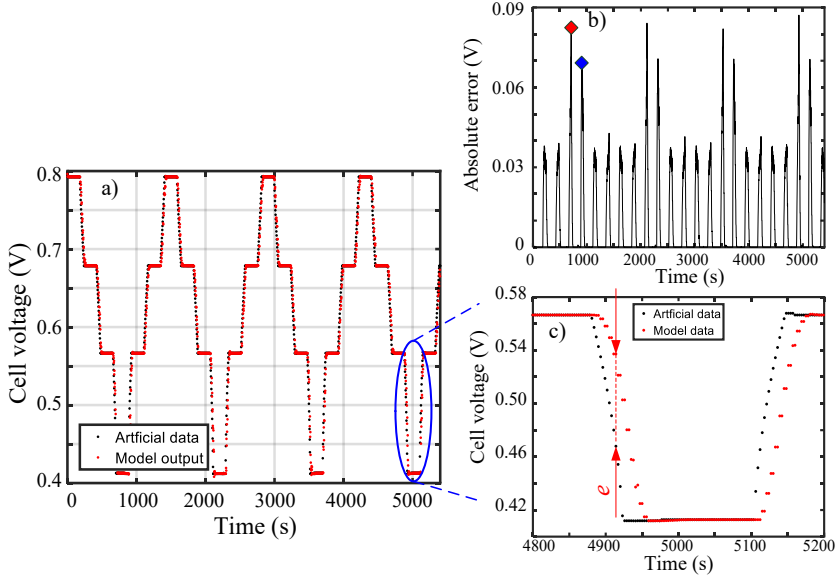 a)
Cell voltage (V)
0.8
0.7
0.6
0.5
0.4
0
1000
2000
3000
4000
5000
Time (s)
Artficial data
Model output
b)
Absolute error (V)
0.09
0.06
0.03
0
0
1000
2000
3000
4000
5000
Time (s)
c)
Cell voltage (V)
0.58
0.54
0.50
0.46
0.42
4800
4900
5000
5100
5200
Time (s)
Artficial data
Model data
e